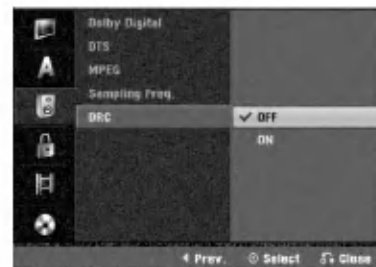 A
Dolby Digital
DTS
MPEG
Sampling Freq.
DRC
✓ OFF
ON
Prev. Select Close